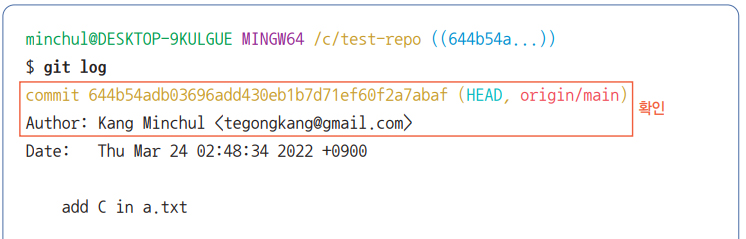 minchul@DESKTOP-9KULGUE MINGW64 /c/test-repo ((644b54a...))
$ git log
commit 644b54adb03696add430eb1b7d71ef60f2a7abaf (HEAD, origin/main)
확인
Author: Kang Minchul <tegongkang@gmail.com>
Date:   Thu Mar 24 02:48:34 2022 +0900
add C in a.txt